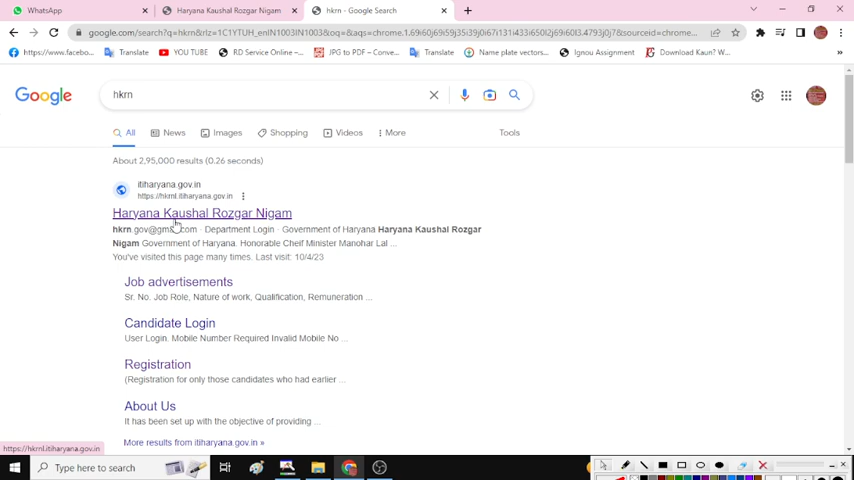 WhatsApp
Haryana Kaushal Rozgar Nigam
hkrn - Google Search
google.com/search?q=hkrn&rlz=1C1YTUH_enIN1003IN1003&oq=&aqs=chrome.1.69i60j69i59j35i39j0i67i131i433i650l2j69i60l3.4793j0j7&sourceid=chrome...
https://www.facebo...
Translate
YOU TUBE
RD Service Online –...
JPG to PDF – Conve...
Translate
Name plate vectors...
Ignou Assignment
Download Kaun? W...
»
Google
hkrn
All
News
Images
Shopping
Videos
More
Tools
About 2,95,000 results (0.26 seconds)
itiharyana.gov.in
https://hkrnl.itiharyana.gov.in
Haryana Kaushal Rozgar Nigam
· Department Login · Government of Haryana Haryana Kaushal Rozgar
Nigam Government of Haryana. Honorable Cheif Minister Manohar Lal ...
You've visited this page many times. Last visit: 10/4/23
Job advertisements
Sr. No. Job Role, Nature of work, Qualification, Remuneration ...
Candidate Login
User Login. Mobile Number Required Invalid Mobile No ...
Registration
(Registration for only those candidates who had earlier ...
About Us
It has been set up with the objective of providing ...
More results from itiharyana.gov.in »
https://hkrnl.itiharyana.gov.in
Type here to search